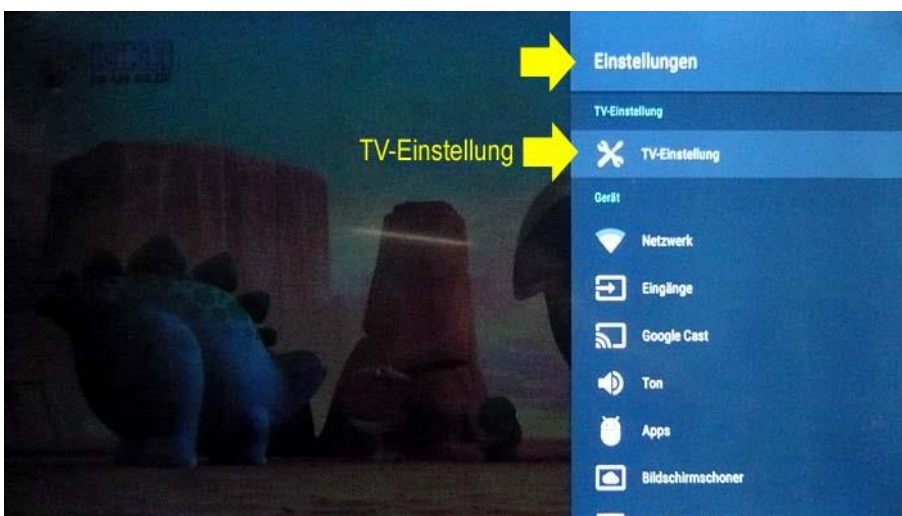 Einstellungen
TV-Einstellung
TV-Einstellung
TV-Einstellung
Gerät
Netzwerk
Eingänge
Google Cast
Ton
Apps
Bildschirmschoner